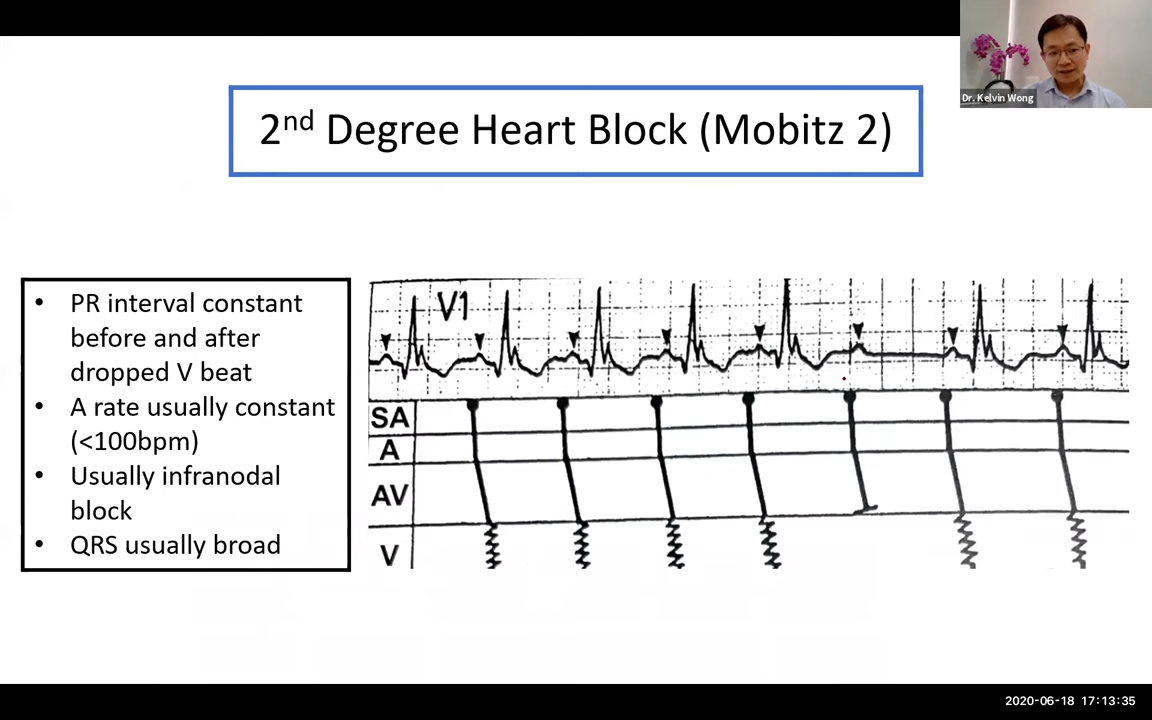 Dr. Kelvin Wong
2nd Degree Heart Block (Mobitz 2)
• PR interval constant
before and after
dropped V beat
• A rate usually constant
(<100bpm)
• Usually infranodal
block
• QRS usually broad
V1
SA
A
AV
V
2020-06-18 17:13:35